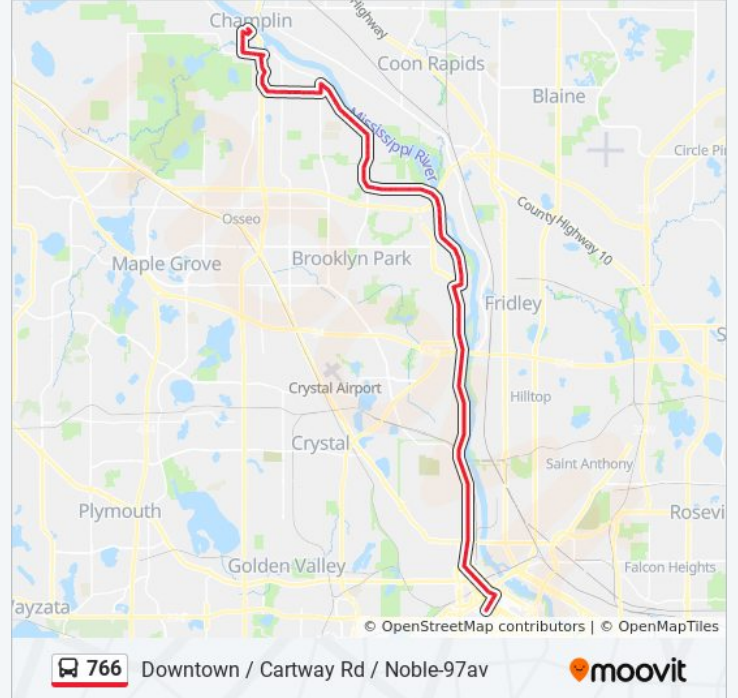 Champlin
Highway
Coon Rapids
Blaine
Mississippi River
Circle Pi
Osseo
County Highway 10
Maple Grove
Brooklyn Park
Fridley
S
Crystal Airport
Hilltop
Crystal
Saint Anthony
Plymouth
Rosevi
Golden Valley
Falcon Heights
ayzata
© OpenStreetMap contributors | © OpenMapTiles
766 Downtown / Cartway Rd / Noble-97av moovit